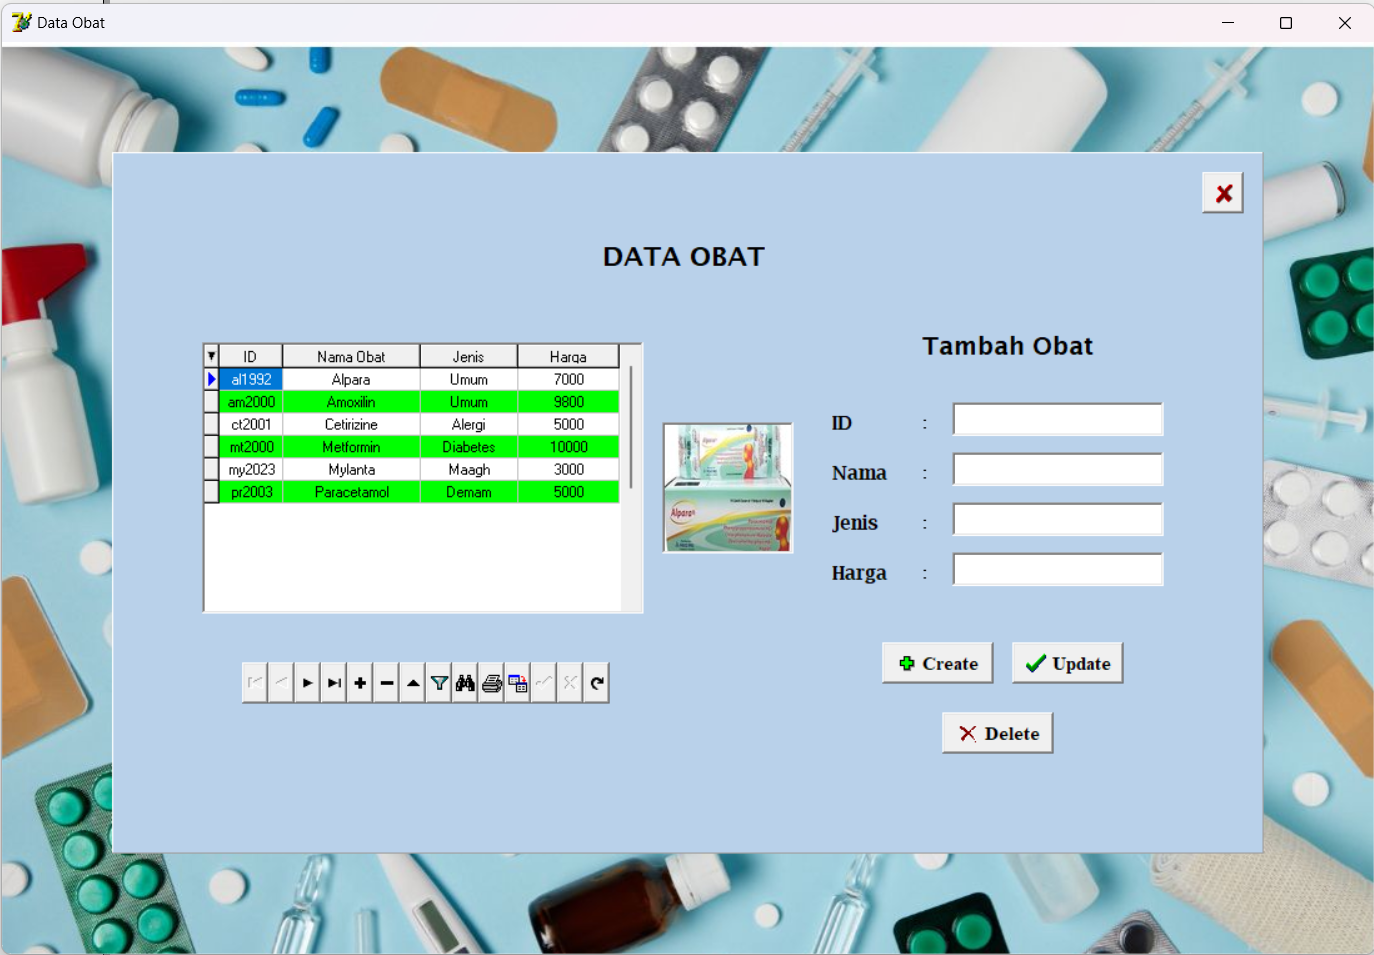 Data Obat
DATA OBAT
ID Nama Obat Jenis Harga
al1992 Alpara Umum 7000
am2000 Amoxilin Umum 9800
ct2001 Cetirizine Alergi 5000
mt2000 Metformin Diabetes 10000
my2023 Mylanta Maagh 3000
pr2003 Paracetamol Demam 5000
Alpara
Tambah Obat
ID :
Nama :
Jenis :
Harga :
Create
Update
Delete